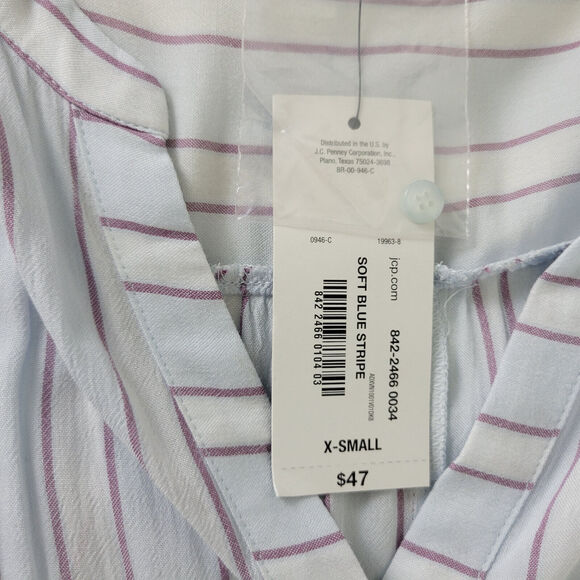 Distributed in the U.S. by
J.C. Penney Corporation, Inc.,
Plano, Texas 75024-3698
BR-00-946-C
0946-C 19963-8
jcp.com 842-2466 0034
SOFT BLUE STRIPE
842 2466 0104 03
X-SMALL
$47